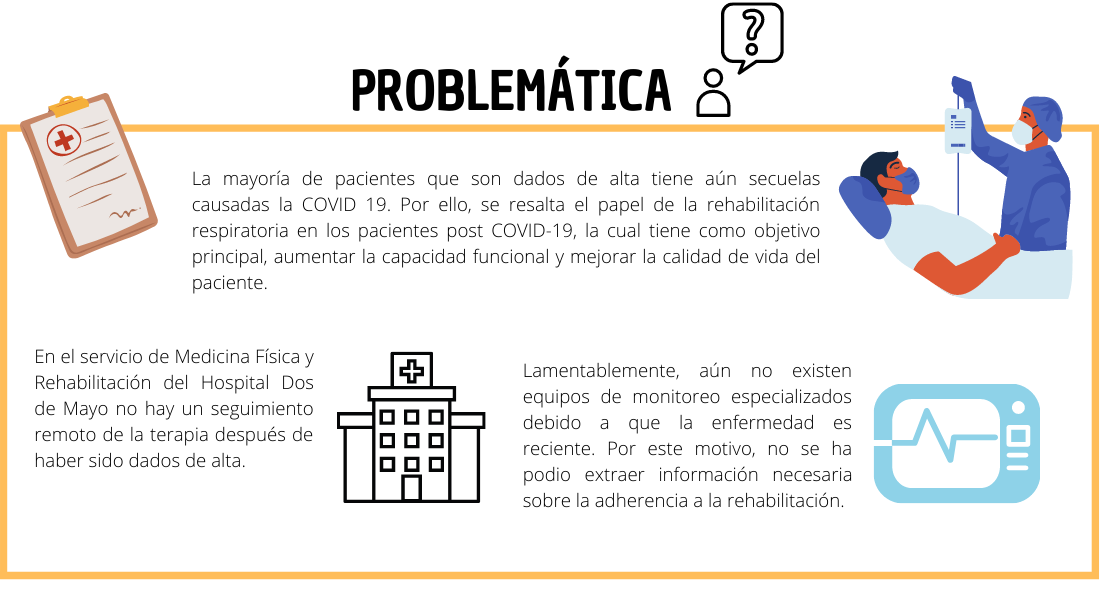 PROBLEMÁTICA
La mayoría de pacientes que son dados de alta tiene aún secuelas
causadas la COVID 19. Por ello, se resalta el papel de la rehabilitación
respiratoria en los pacientes post COVID-19, la cual tiene como objetivo
principal, aumentar la capacidad funcional y mejorar la calidad de vida del
paciente.
En el servicio de Medicina Física y
Rehabilitación del Hospital Dos
de Mayo no hay un seguimiento
remoto de la terapia después de
haber sido dados de alta.
Lamentablemente, aún no existen
equipos de monitoreo especializados
debido a que la enfermedad es
reciente. Por este motivo, no se ha
podio extraer información necesaria
sobre la adherencia a la rehabilitación.